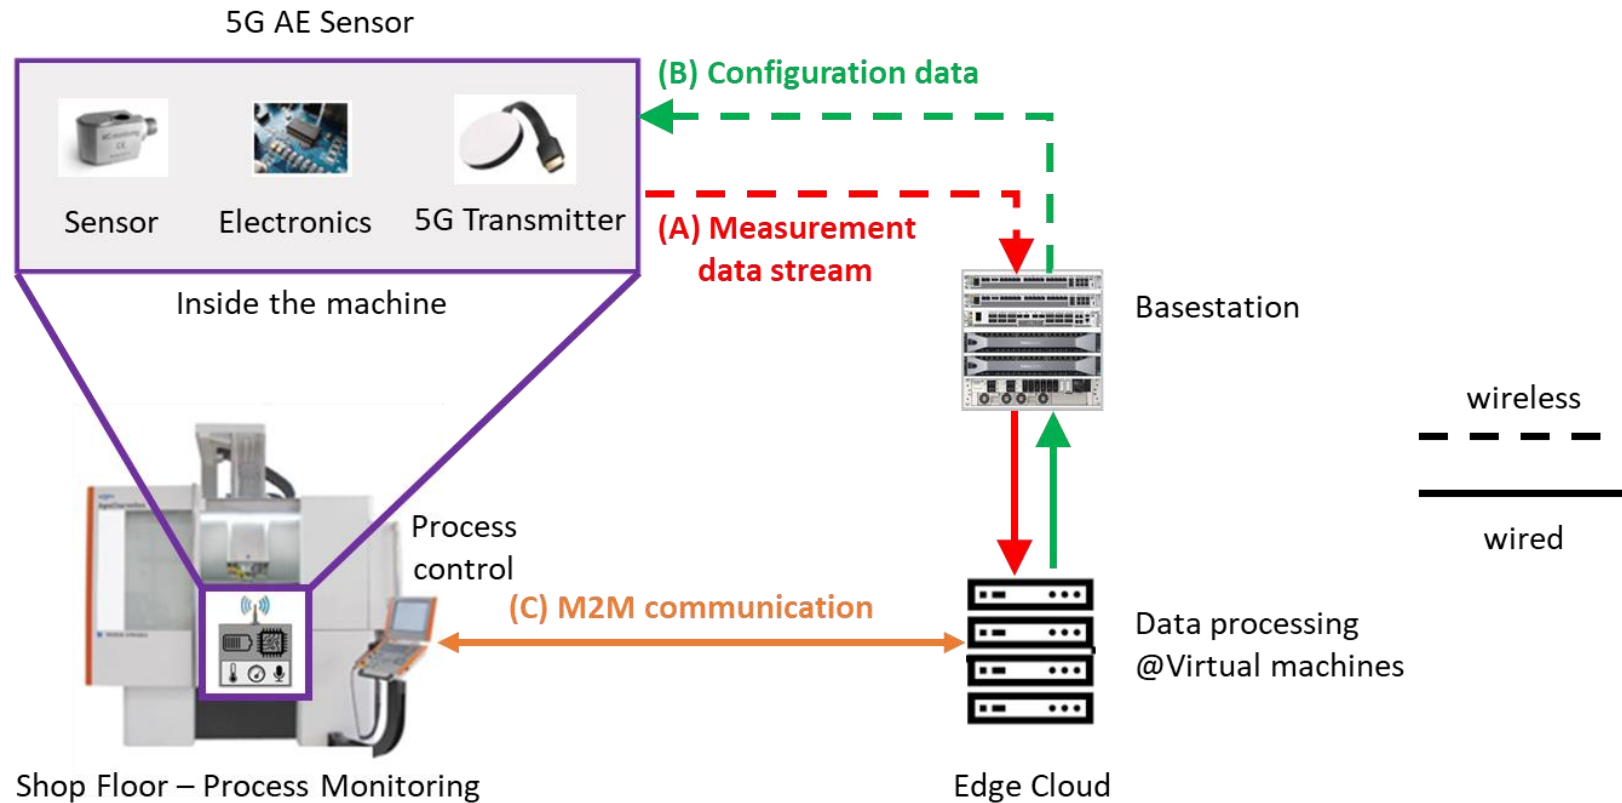 5G AE Sensor
(B) Configuration data
Sensor
Electronics
5G Transmitter
(A) Measurement
data stream
Inside the machine
Basestation
wireless
wired
Process
control
(C) M2M communication
Data processing
@Virtual machines
Shop Floor – Process Monitoring
Edge Cloud